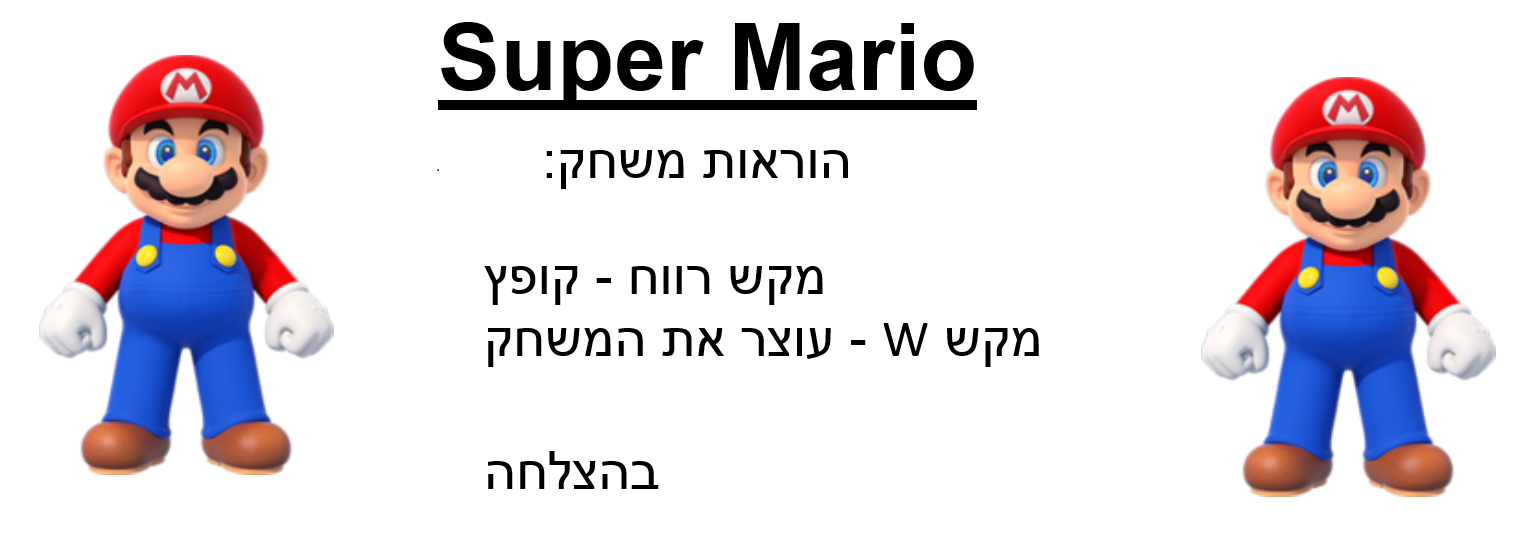 Super Mario
הוראות משחק:
מקש רווח - קופץ
מקש W - עוצר את המשחק
בהצלחה